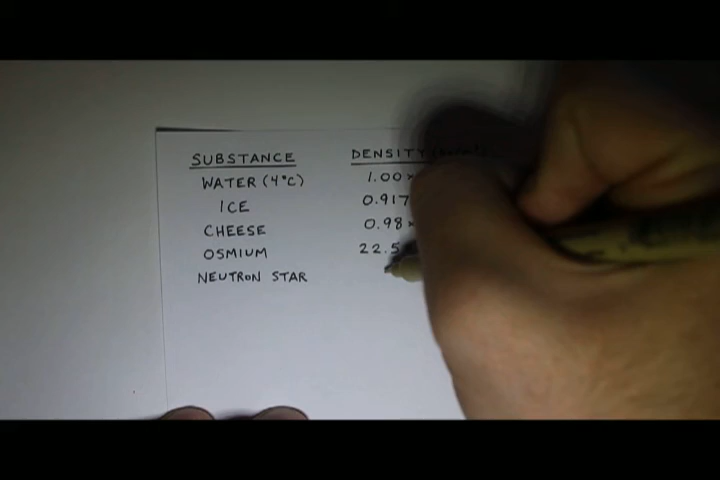 SUBSTANCE DENSITY
WATER (4°C) 1.00
ICE 0.917
CHEESE 0.98
OSMIUM 22.5
NEUTRON STAR